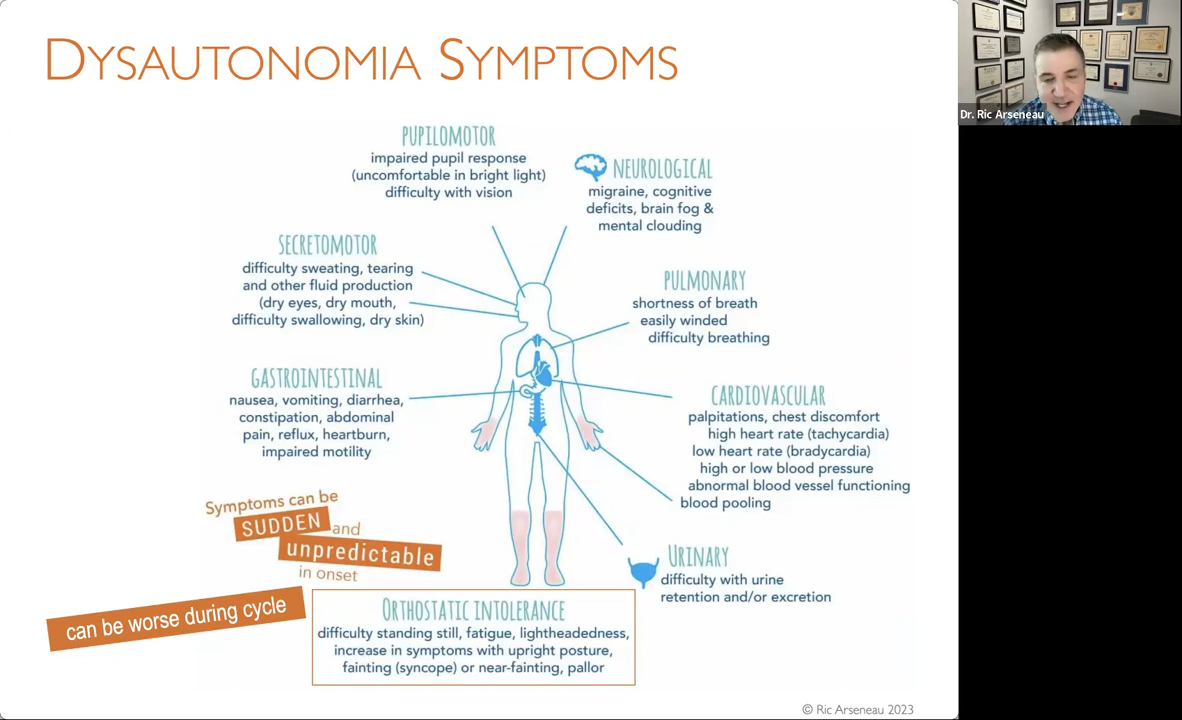 DYSAUTONOMIA SYMPTOMS
Dr. Ric Arseneau
PUPILOMOTOR
impaired pupil response
(uncomfortable in bright light)
difficulty with vision
NEUROLOGICAL
migraine, cognitive
deficits, brain fog &
mental clouding
SECRETOMOTOR
difficulty sweating, tearing
and other fluid production
(dry eyes, dry mouth,
difficulty swallowing, dry skin)
PULMONARY
shortness of breath
easily winded
difficulty breathing
GASTROINTESTINAL
nausea, vomiting, diarrhea,
constipation, abdominal
pain, reflux, heartburn,
impaired motility
CARDIOVASCULAR
palpitations, chest discomfort
high heart rate (tachycardia)
low heart rate (bradycardia)
high or low blood pressure
abnormal blood vessel functioning
blood pooling
Symptoms can be
SUDDEN and
unpredictable
in onset
URINARY
difficulty with urine
retention and/or excretion
can be worse during cycle
ORTHOSTATIC INTOLERANCE
difficulty standing still, fatigue, lightheadedness,
increase in symptoms with upright posture,
fainting (syncope) or near-fainting, pallor
© Ric Arseneau 2023